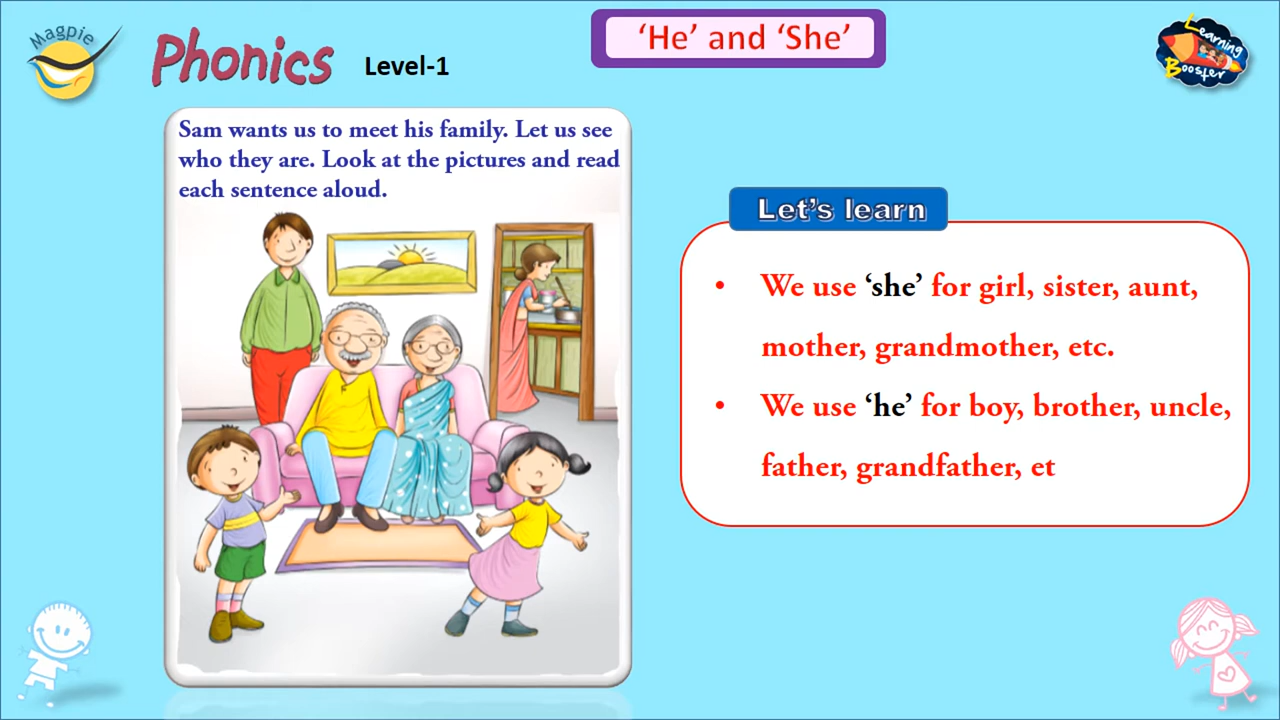 Magpie
Phonics Level-1
‘He’ and ‘She’
Learning
Booster
Sam wants us to meet his family. Let us see
who they are. Look at the pictures and read
each sentence aloud.
Let’s learn
• We use ‘she’ for girl, sister, aunt,
mother, grandmother, etc.
• We use ‘he’ for boy, brother, uncle,
father, grandfather, et